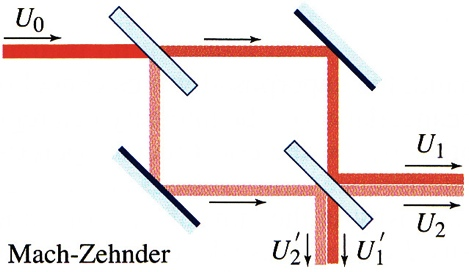 U₀
U₁
U₂
U₂′ U₁′
Mach-Zehnder